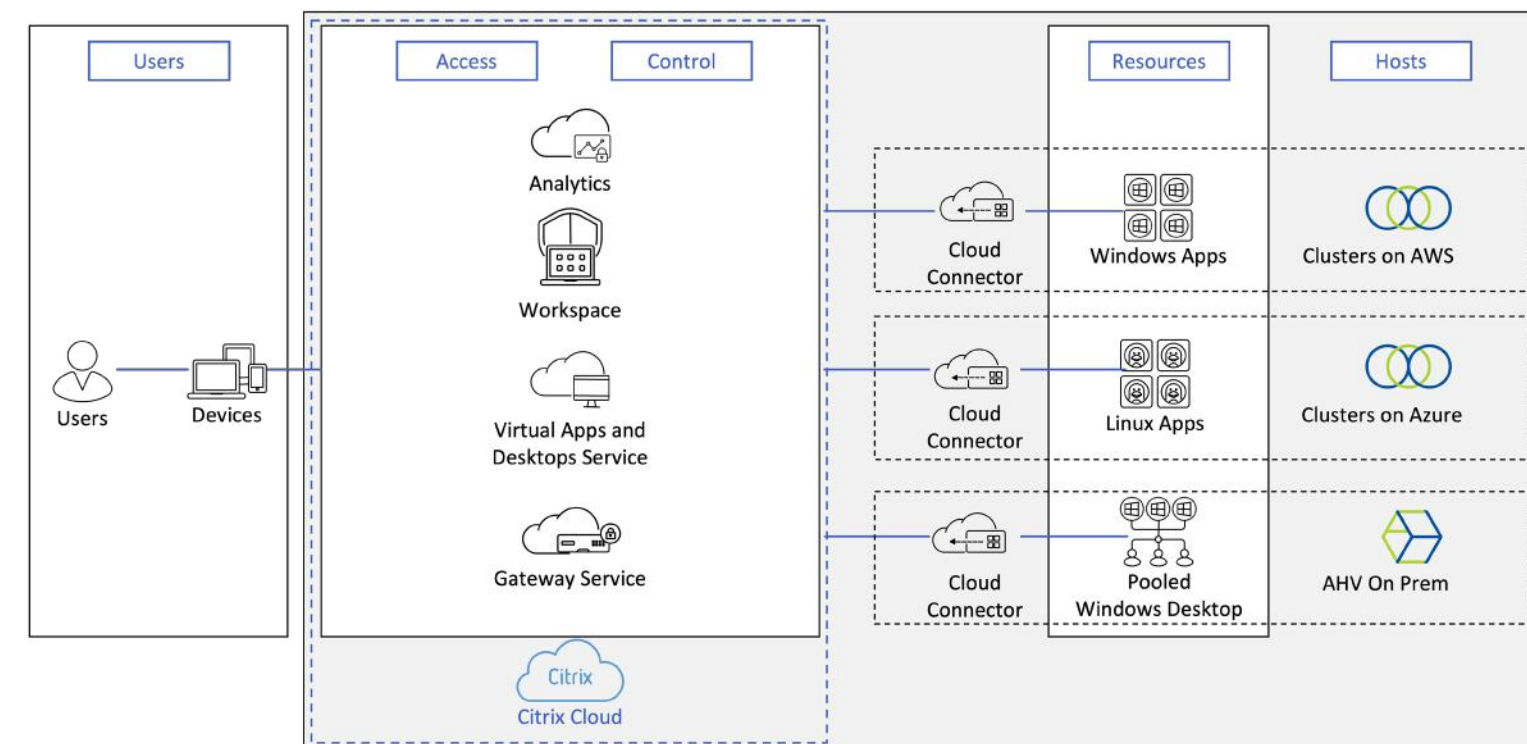 Users
Access
Control
Resources
Hosts
Analytics
Workspace
Virtual Apps and
Desktops Service
Gateway Service
Users
Devices
Cloud
Connector
Windows Apps
Clusters on AWS
Cloud
Connector
Linux Apps
Clusters on Azure
Cloud
Connector
Pooled
Windows Desktop
AHV On Prem
Citrix
Citrix Cloud